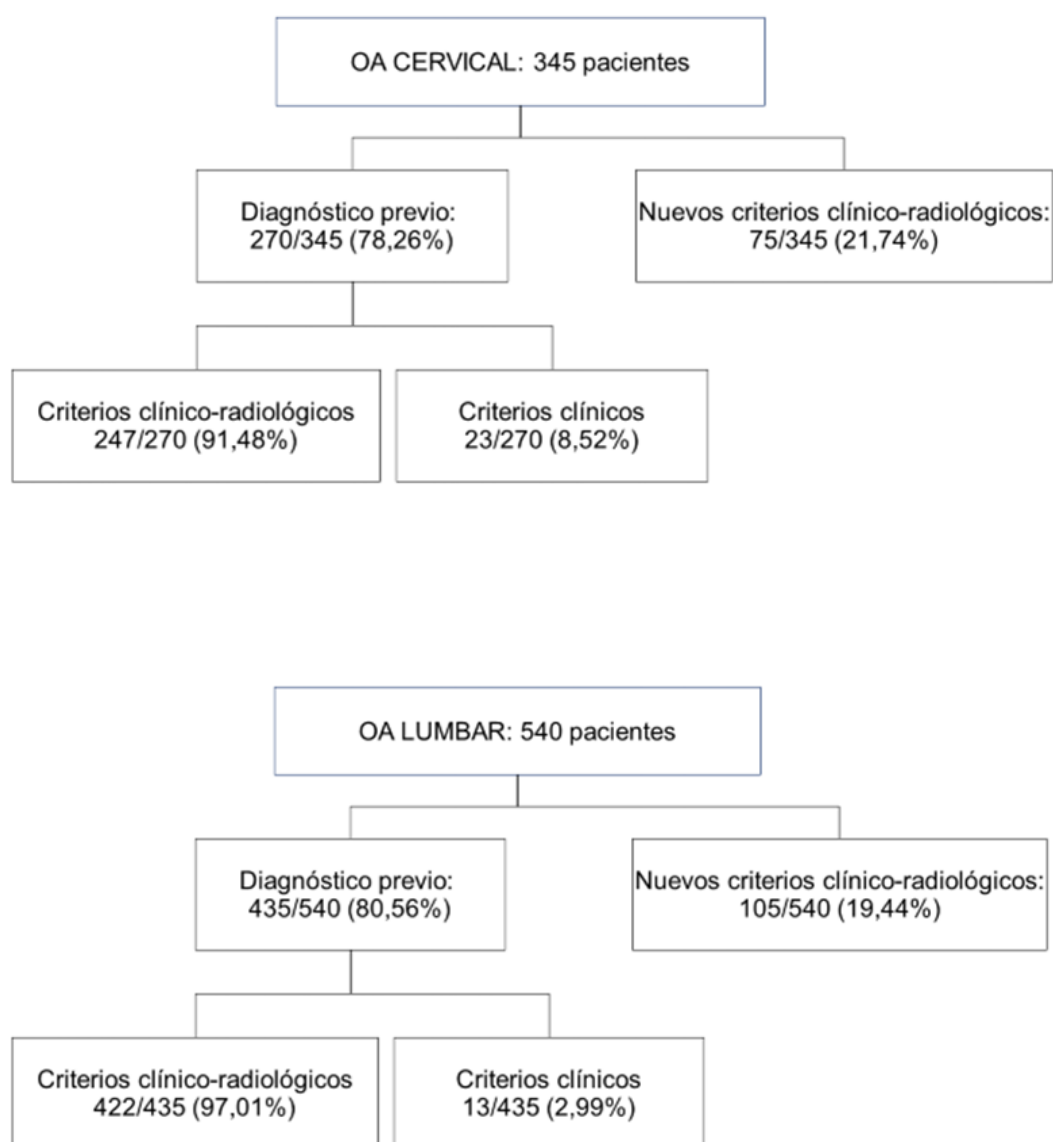 OA CERVICAL: 345 pacientes
Diagnóstico previo:
270/345 (78,26%)
Nuevos criterios clínico-radiológicos:
75/345 (21,74%)
Criterios clínico-radiológicos
247/270 (91,48%)
Criterios clínicos
23/270 (8,52%)
OA LUMBAR: 540 pacientes
Diagnóstico previo:
435/540 (80,56%)
Nuevos criterios clínico-radiológicos:
105/540 (19,44%)
Criterios clínico-radiológicos
422/435 (97,01%)
Criterios clínicos
13/435 (2,99%)